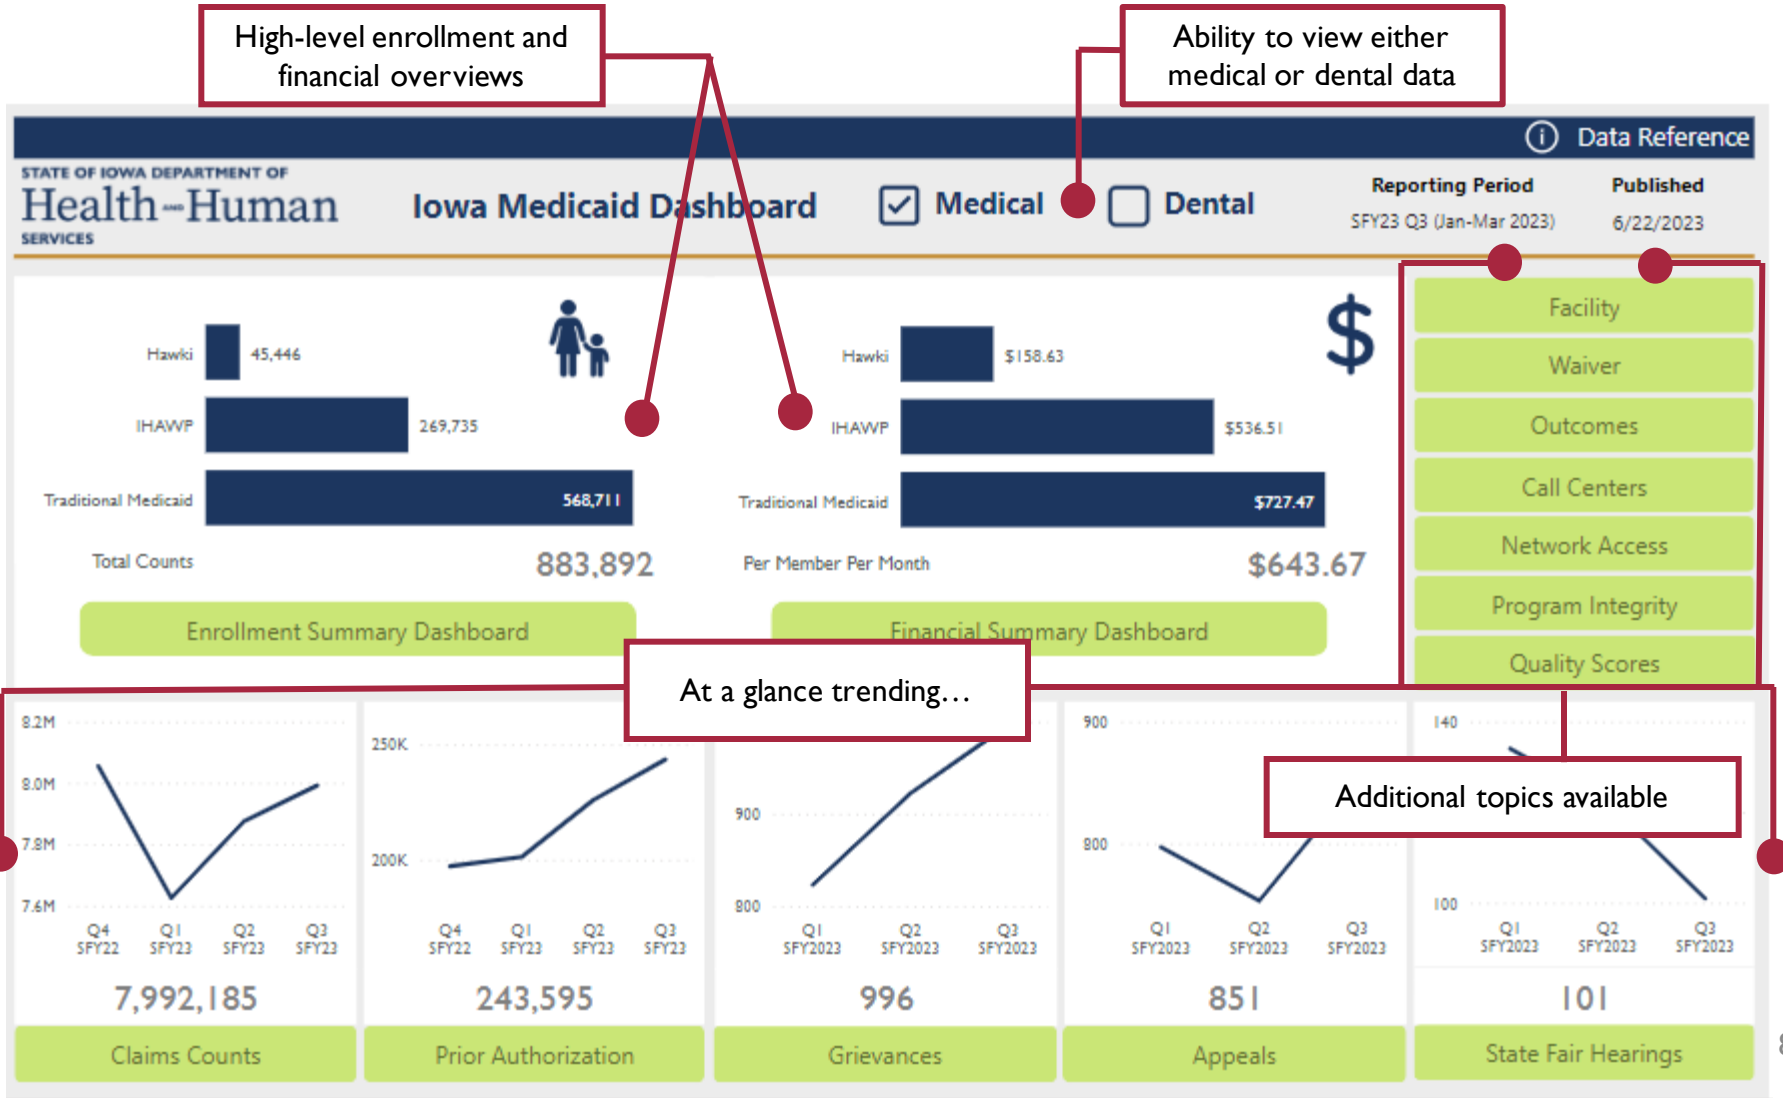 High-level enrollment and
financial overviews
Ability to view either
medical or dental data
Data Reference
STATE OF IOWA DEPARTMENT OF
Health AND Human
SERVICES
Iowa Medicaid Dashboard
Medical
Dental
Reporting Period
SFY23 Q3 (Jan-Mar 2023)
Published
6/22/2023
Hawki
45,446
IHAWP
269,735
Traditional Medicaid
568,711
Total Counts
883,892
Enrollment Summary Dashboard
Hawki
$158.63
IHAWP
$536.51
Traditional Medicaid
$727.47
Per Member Per Month
$643.67
Financial Summary Dashboard
Facility
Waiver
Outcomes
Call Centers
Network Access
Program Integrity
Quality Scores
At a glance trending…
Additional topics available
8.2M
8.0M
7.8M
7.6M
Q4 Q1 Q2 Q3
SFY22 SFY23 SFY23 SFY23
7,992,185
Claims Counts
250K
200K
Q4 Q1 Q2 Q3
SFY22 SFY23 SFY23 SFY23
243,595
Prior Authorization
900
800
Q1 Q2 Q3
SFY2023 SFY2023 SFY2023
996
Grievances
900
800
Q1 Q2 Q3
SFY2023 SFY2023 SFY2023
851
Appeals
140
100
Q1 Q2 Q3
SFY2023 SFY2023 SFY2023
101
State Fair Hearings